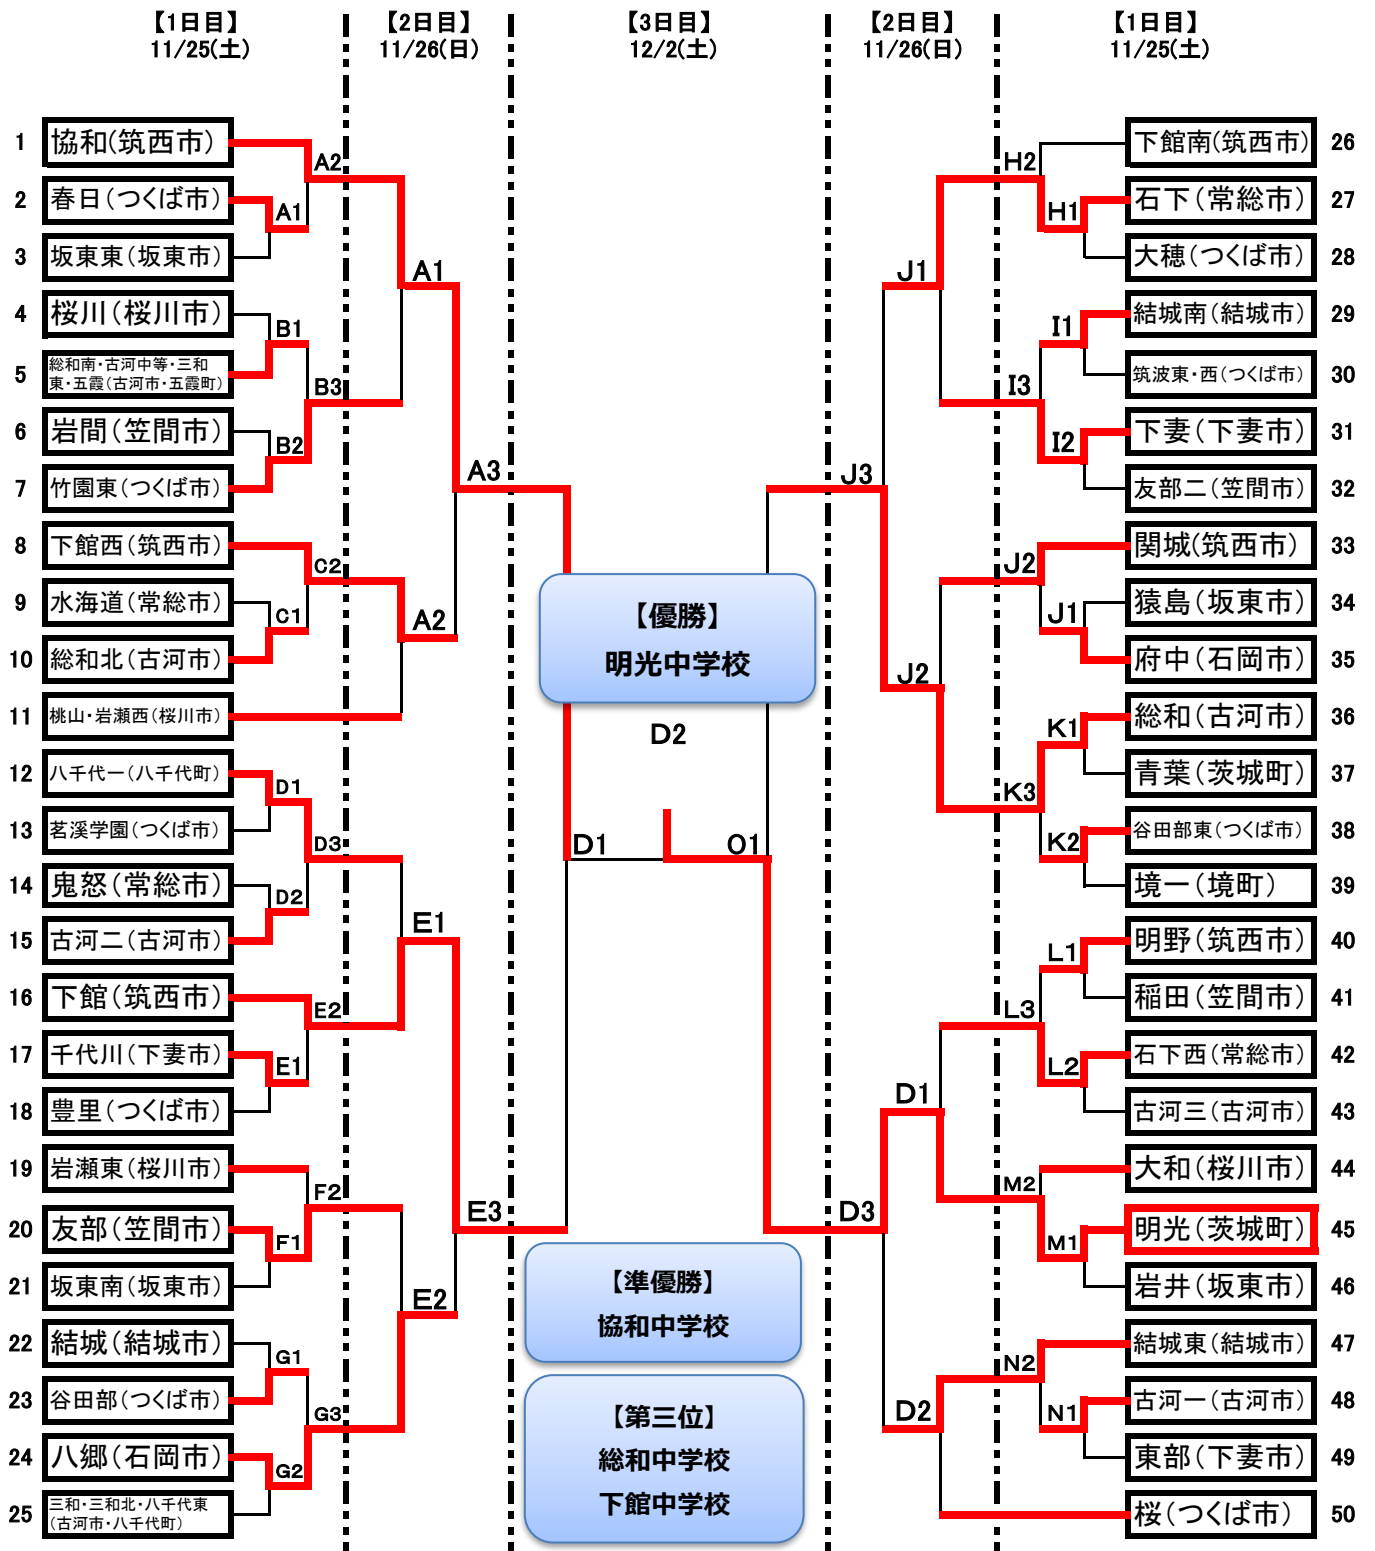 【1日目】
11/25(土)
【2日目】
11/26(日)
【3日目】
12/2(土)
【2日目】
11/26(日)
【1日目】
11/25(土)
1 協和(筑西市)
2 春日(つくば市)
3 坂東東(坂東市)
4 桜川(桜川市)
5 総和南・古河中等・三和
東・五霞(古河市・五霞町)
6 岩間(笠間市)
7 竹園東(つくば市)
8 下館西(筑西市)
9 水海道(常総市)
10 総和北(古河市)
11 桃山・岩瀬西(桜川市)
12 八千代一(八千代町)
13 茗溪学園(つくば市)
14 鬼怒(常総市)
15 古河二(古河市)
16 下館(筑西市)
17 千代川(下妻市)
18 豊里(つくば市)
19 岩瀬東(桜川市)
20 友部(笠間市)
21 坂東南(坂東市)
22 結城(結城市)
23 谷田部(つくば市)
24 八郷(石岡市)
25 三和・三和北・八千代東
(古河市・八千代町)
A2
A1
B1
B3
B2
C2
C1
D1
D3
D2
E2
E1
F2
F1
G1
G3
G2
A1
A2
E1
E2
A3
E3
【優勝】
明光中学校
D2
D1
O1
【準優勝】
協和中学校
【第三位】
総和中学校
下館中学校
J3
D3
J1
J2
D1
D2
H2
H1
I1
I3
I2
J2
J1
K1
K3
K2
L1
L3
L2
M2
M1
N2
N1
下館南(筑西市) 26
石下(常総市) 27
大穂(つくば市) 28
結城南(結城市) 29
筑波東・西(つくば市) 30
下妻(下妻市) 31
友部二(笠間市) 32
関城(筑西市) 33
猿島(坂東市) 34
府中(石岡市) 35
総和(古河市) 36
青葉(茨城町) 37
谷田部東(つくば市) 38
境一(境町) 39
明野(筑西市) 40
稲田(笠間市) 41
石下西(常総市) 42
古河三(古河市) 43
大和(桜川市) 44
明光(茨城町) 45
岩井(坂東市) 46
結城東(結城市) 47
古河一(古河市) 48
東部(下妻市) 49
桜(つくば市) 50